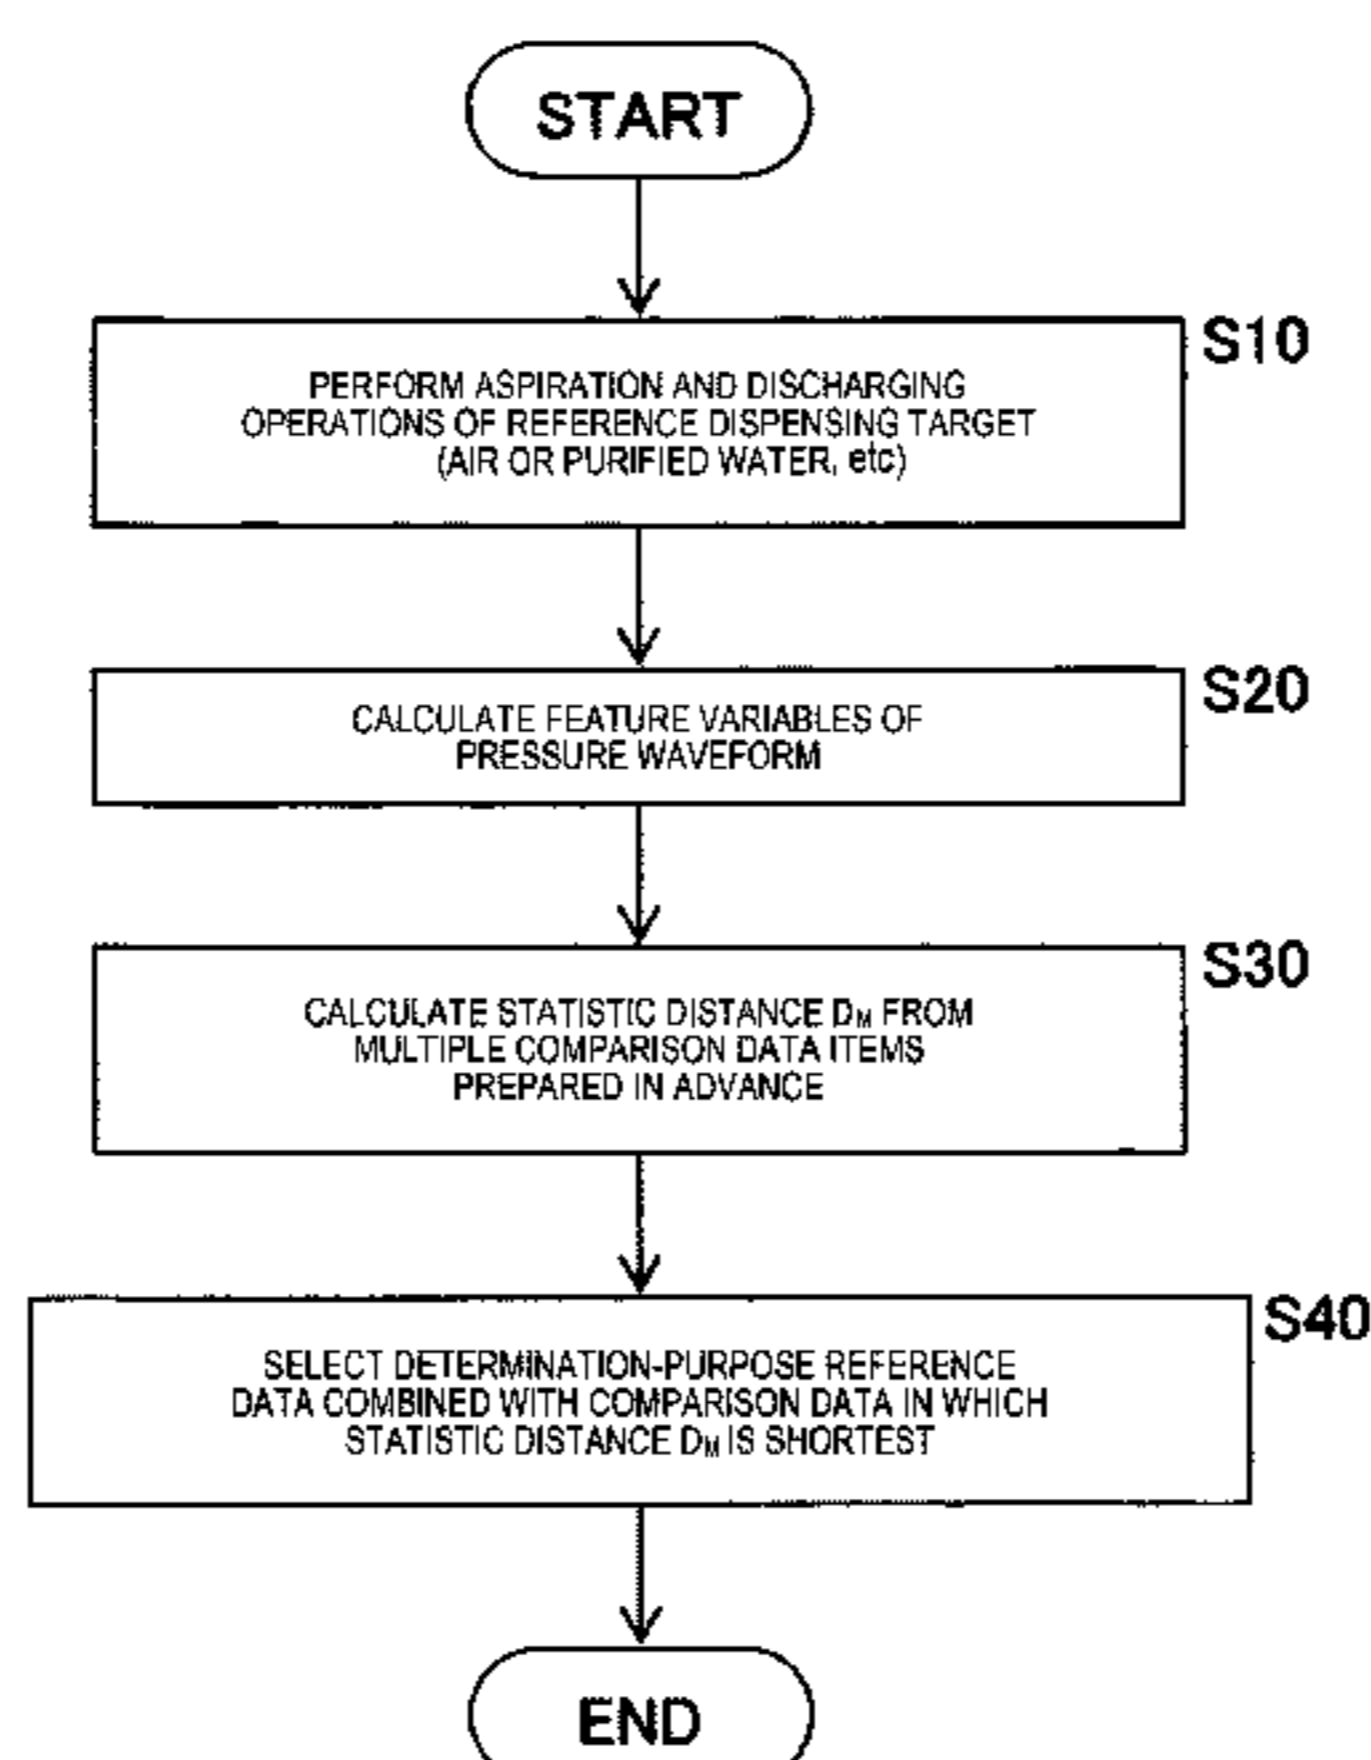 START
S10
PERFORM ASPIRATION AND DISCHARGING
OPERATIONS OF REFERENCE DISPENSING TARGET
(AIR OR PURIFIED WATER, etc)
S20
CALCULATE FEATURE VARIABLES OF
PRESSURE WAVEFORM
S30
CALCULATE STATISTIC DISTANCE DM FROM
MULTIPLE COMPARISON DATA ITEMS
PREPARED IN ADVANCE
S40
SELECT DETERMINATION-PURPOSE REFERENCE
DATA COMBINED WITH COMPARISON DATA IN WHICH
STATISTIC DISTANCE DM IS SHORTEST
END